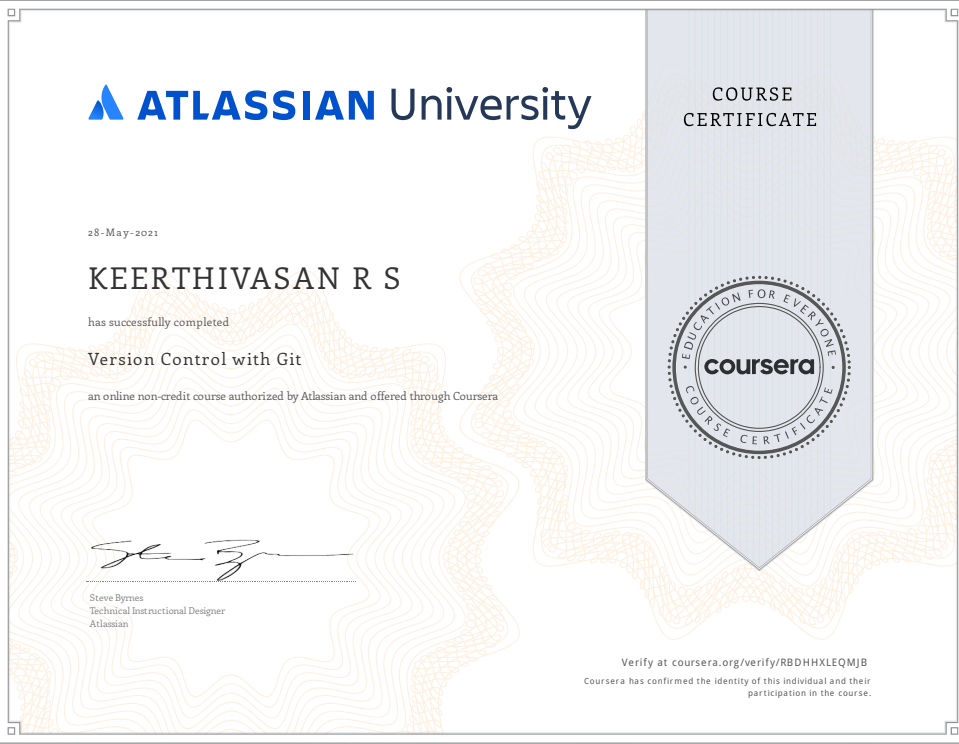 ATLASSIAN University
COURSE
CERTIFICATE
28-May-2021
KEERTHIVASAN R S
has successfully completed
Version Control with Git
an online non-credit course authorized by Atlassian and offered through Coursera
EDUCATION FOR EVERYONE
coursera
COURSE CERTIFICATE
Steve Byrnes
Technical Instructional Designer
Atlassian
Verify at coursera.org/verify/RBDHHXLEQMJB
Coursera has confirmed the identity of this individual and their
participation in the course.